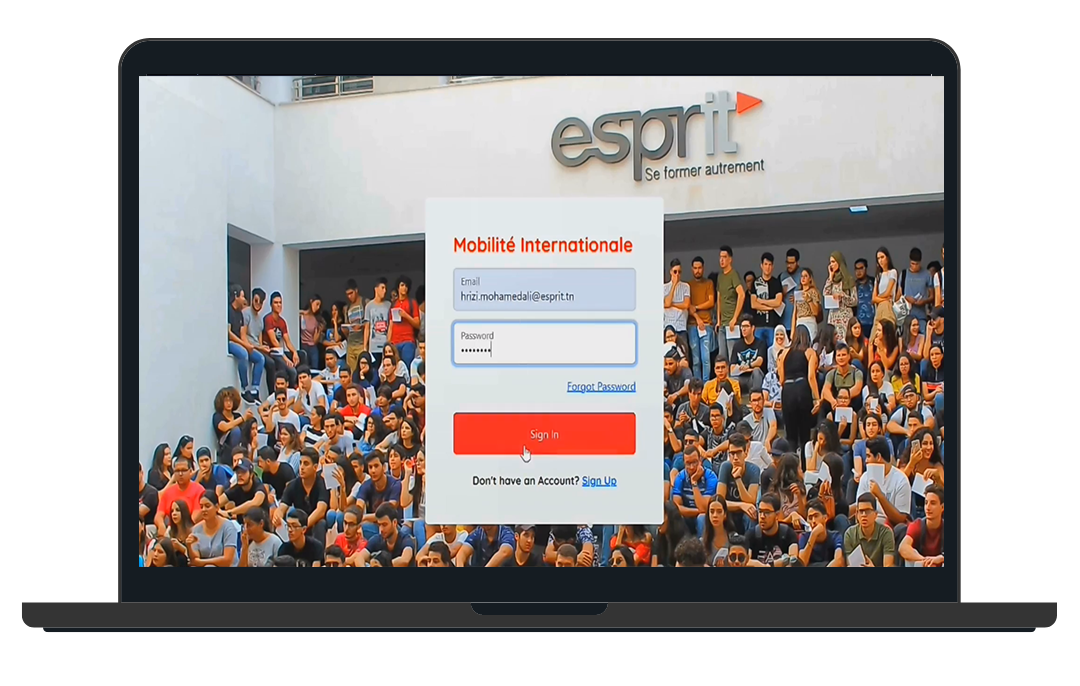 esprit
Se former autrement
Mobilité Internationale
Email
hrizi.mohamedali@esprit.tn
Password
••••••••
Forgot Password
Sign In
Don't have an Account? Sign Up